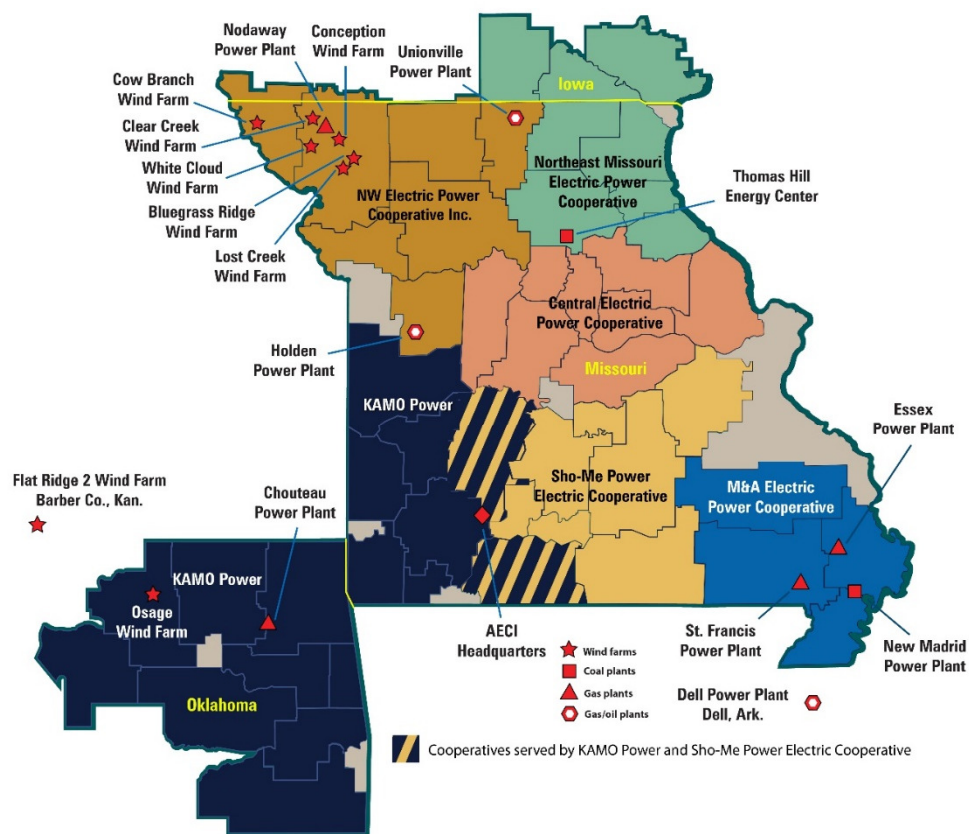 Nodaway
Power Plant
Conception
Wind Farm
Unionville
Power Plant
Cow Branch
Wind Farm
Clear Creek
Wind Farm
White Cloud
Wind Farm
Bluegrass Ridge
Wind Farm
Lost Creek
Wind Farm
Iowa
Northeast Missouri
Electric Power
Cooperative
NW Electric Power
Cooperative Inc.
Thomas Hill
Energy Center
Central Electric
Power Cooperative
Missouri
Holden
Power Plant
KAMO Power
Essex
Power Plant
Sho-Me Power
Electric Cooperative
M&A Electric
Power Cooperative
Flat Ridge 2 Wind Farm
Barber Co., Kan.
Chouteau
Power Plant
KAMO Power
Osage
Wind Farm
Oklahoma
AECI
Headquarters
St. Francis
Power Plant
New Madrid
Power Plant
Wind farms
Coal plants
Gas plants
Gas/oil plants
Dell Power Plant
Dell, Ark.
Cooperatives served by KAMO Power and Sho-Me Power Electric Cooperative